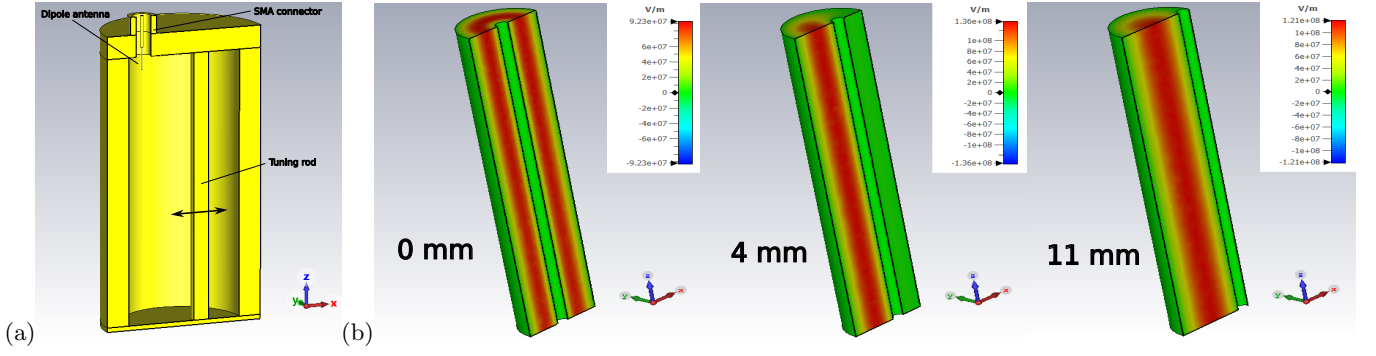 Dipole antenna
SMA connector
Tuning rod
z
y
x
(a)
(b)
V/m
9.23e+07
8e+07
6e+07
4e+07
2e+07
0
-2e+07
-4e+07
-6e+07
-9.23e+07
0 mm
z
y
x
V/m
1.36e+08
1e+08
8e+07
6e+07
4e+07
2e+07
0
-2e+07
-4e+07
-6e+07
-8e+07
-1e+08
-1.36e+08
4 mm
z
y
x
V/m
1.21e+08
1e+08
8e+07
6e+07
4e+07
2e+07
0
-2e+07
-4e+07
-6e+07
-8e+07
-1e+08
-1.21e+08
11 mm
z
y
x